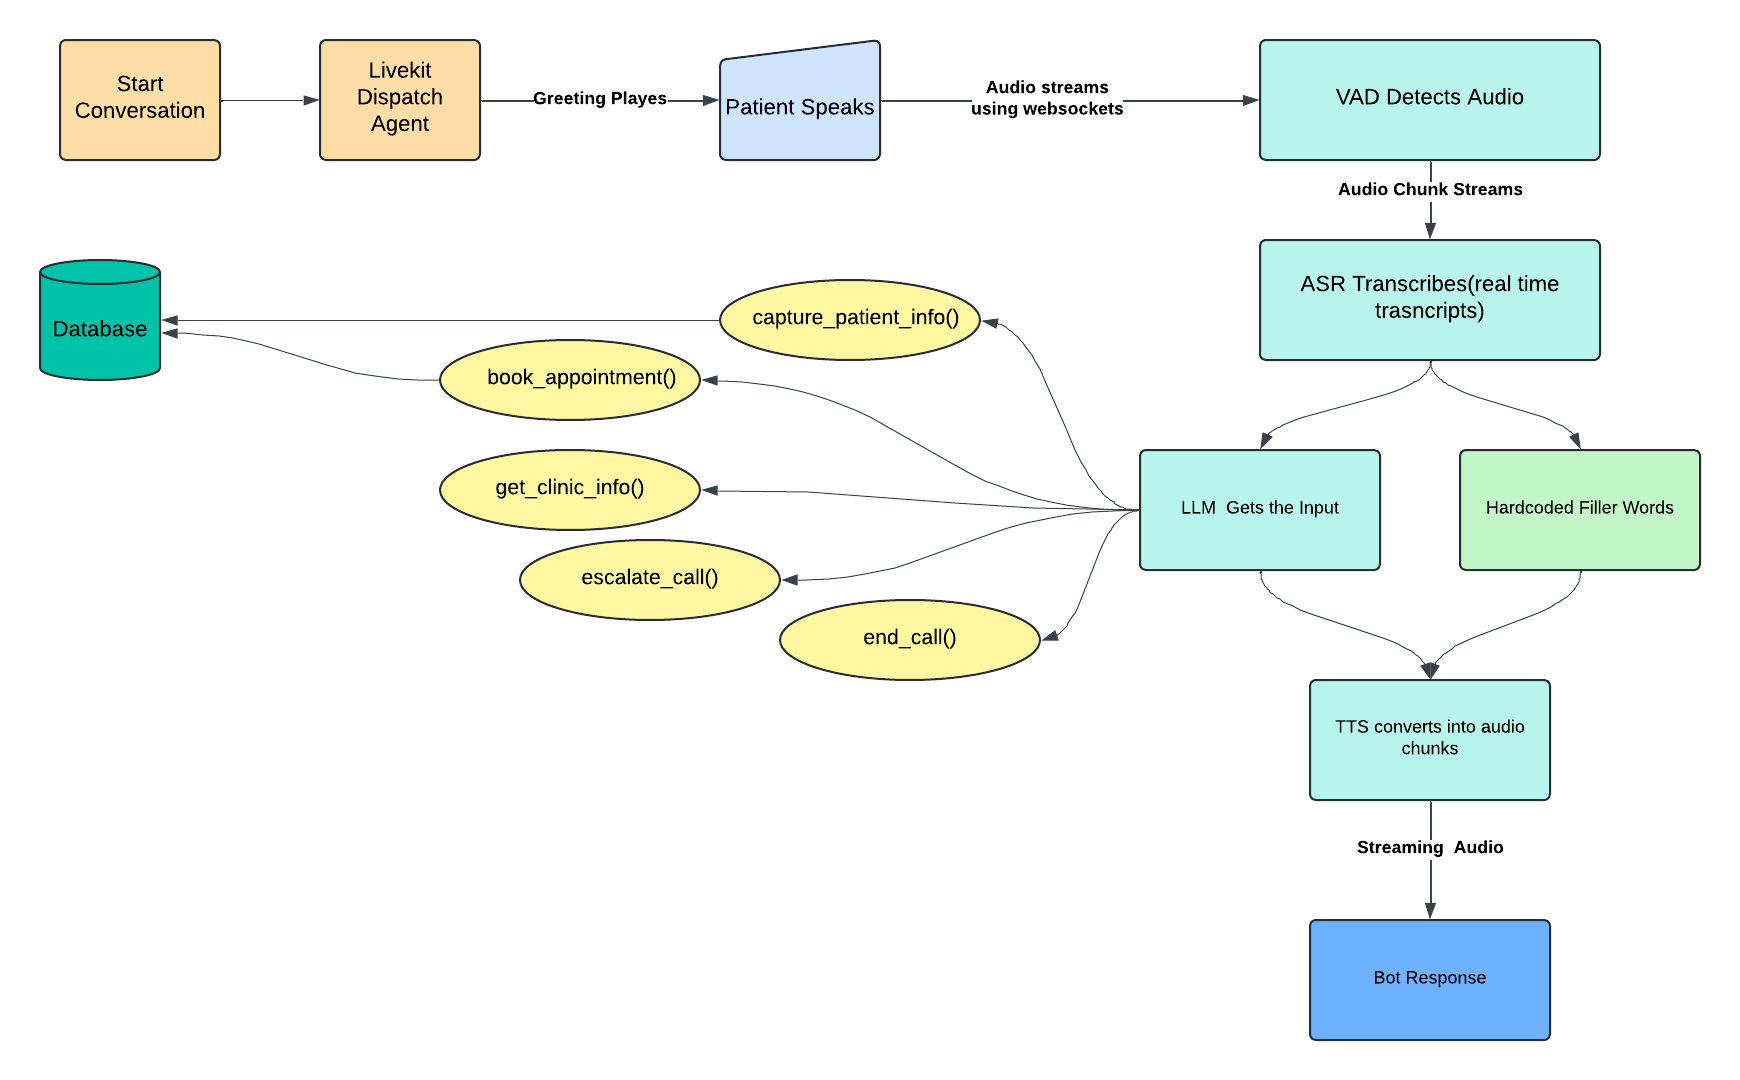 Start
Conversation
Livekit
Dispatch
Agent
Greeting Playes
Patient Speaks
Audio streams
using websockets
VAD Detects Audio
Audio Chunk Streams
ASR Transcribes(real time
trasncripts)
Database
capture_patient_info()
book_appointment()
get_clinic_info()
escalate_call()
end_call()
LLM  Gets the Input
Hardcoded Filler Words
TTS converts into audio
chunks
Streaming  Audio
Bot Response